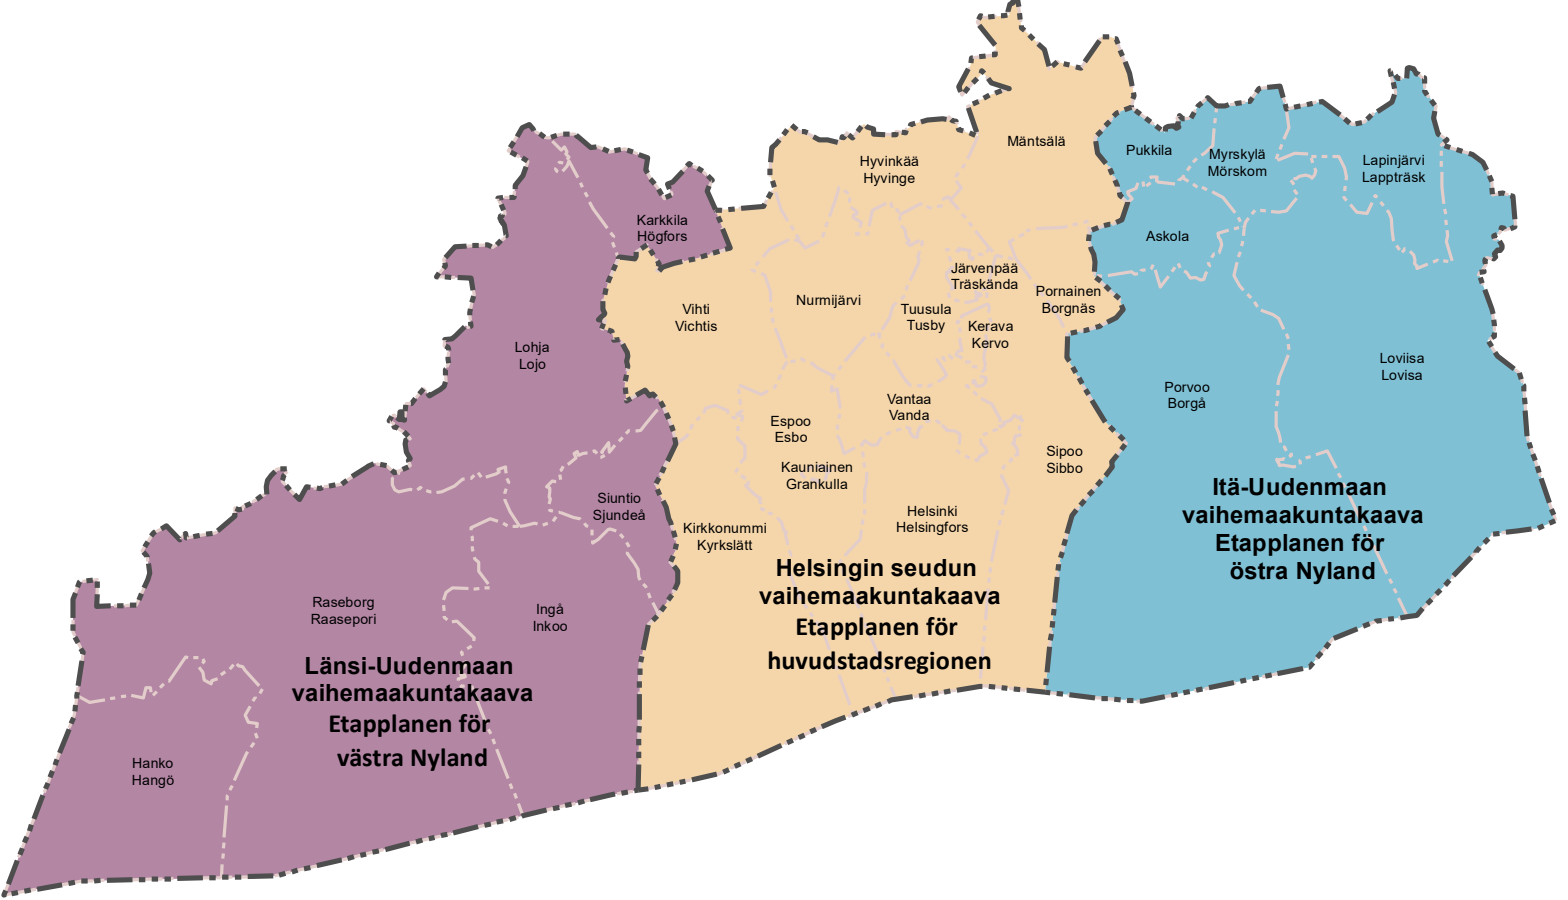 Mäntsälä
Hyvinkää
Hyvinge
Pukkila
Myrskylä
Mörskom
Lapinjärvi
Lappträsk
Karkkila
Högfors
Askola
Järvenpää
Träskända
Pornainen
Borgnäs
Nurmijärvi
Vihti
Vichtis
Tuusula
Tusby
Kerava
Kervo
Lohja
Lojo
Loviisa
Lovisa
Porvoo
Borgå
Vantaa
Vanda
Espoo
Esbo
Kauniainen
Grankulla
Sipoo
Sibbo
Siuntio
Sjundeå
Helsinki
Helsingfors
Kirkkonummi
Kyrkslätt
Itä-Uudenmaan
vaihemaakuntakaava
Etapplanen för
östra Nyland
Helsingin seudun
vaihemaakuntakaava
Etapplanen för
huvudstadsregionen
Raseborg
Raasepori
Ingå
Inkoo
Länsi-Uudenmaan
vaihemaakuntakaava
Etapplanen för
västra Nyland
Hanko
Hangö